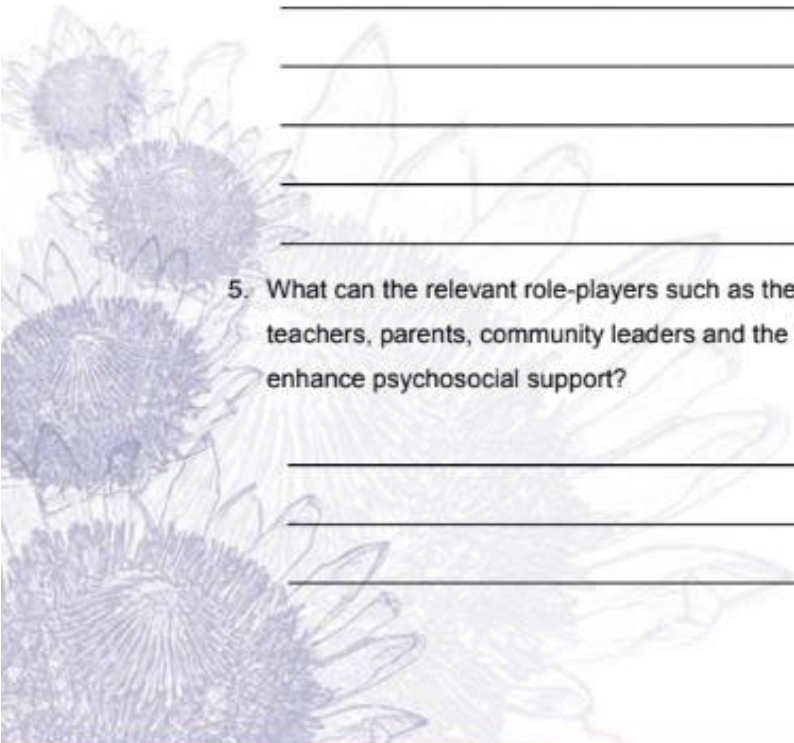 5. What can the relevant role-players such as the
teachers, parents, community leaders and the
enhance psychosocial support?